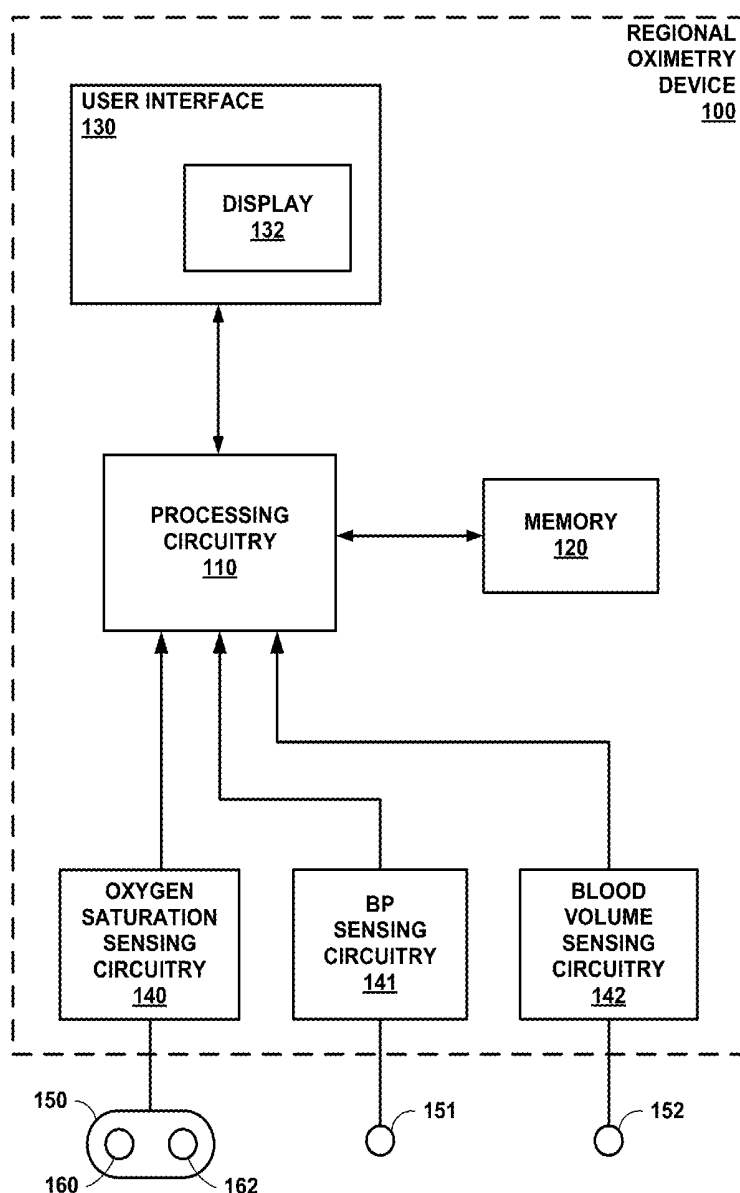 REGIONAL
OXIMETRY
DEVICE
100
USER INTERFACE
130
DISPLAY
132
PROCESSING
CIRCUITRY
110
MEMORY
120
OXYGEN
SATURATION
SENSING
CIRCUITRY
140
BP
SENSING
CIRCUITRY
141
BLOOD
VOLUME
SENSING
CIRCUITRY
142
150
151
152
160
162